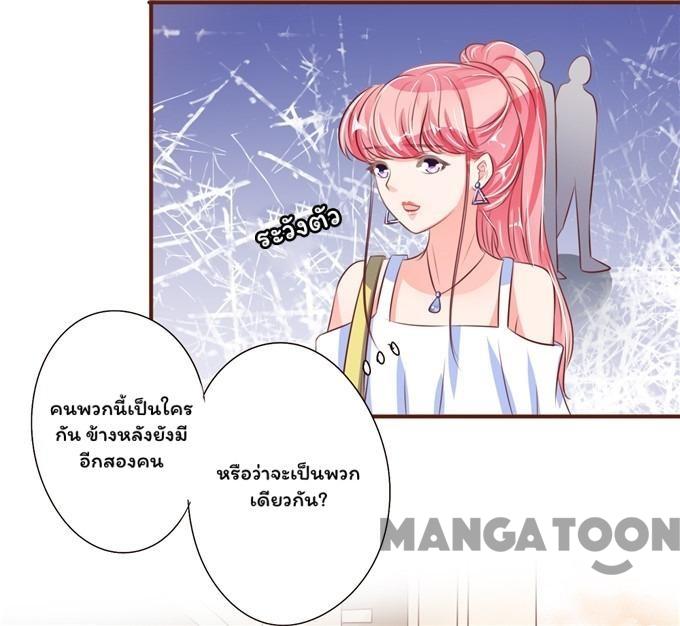 ระวังตัว
คนพวกนี้เป็นใคร
กัน ข้างหลังยังมี
อีกสองคน
หรือว่าจะเป็นพวก
เดียวกัน?
MANGATOON